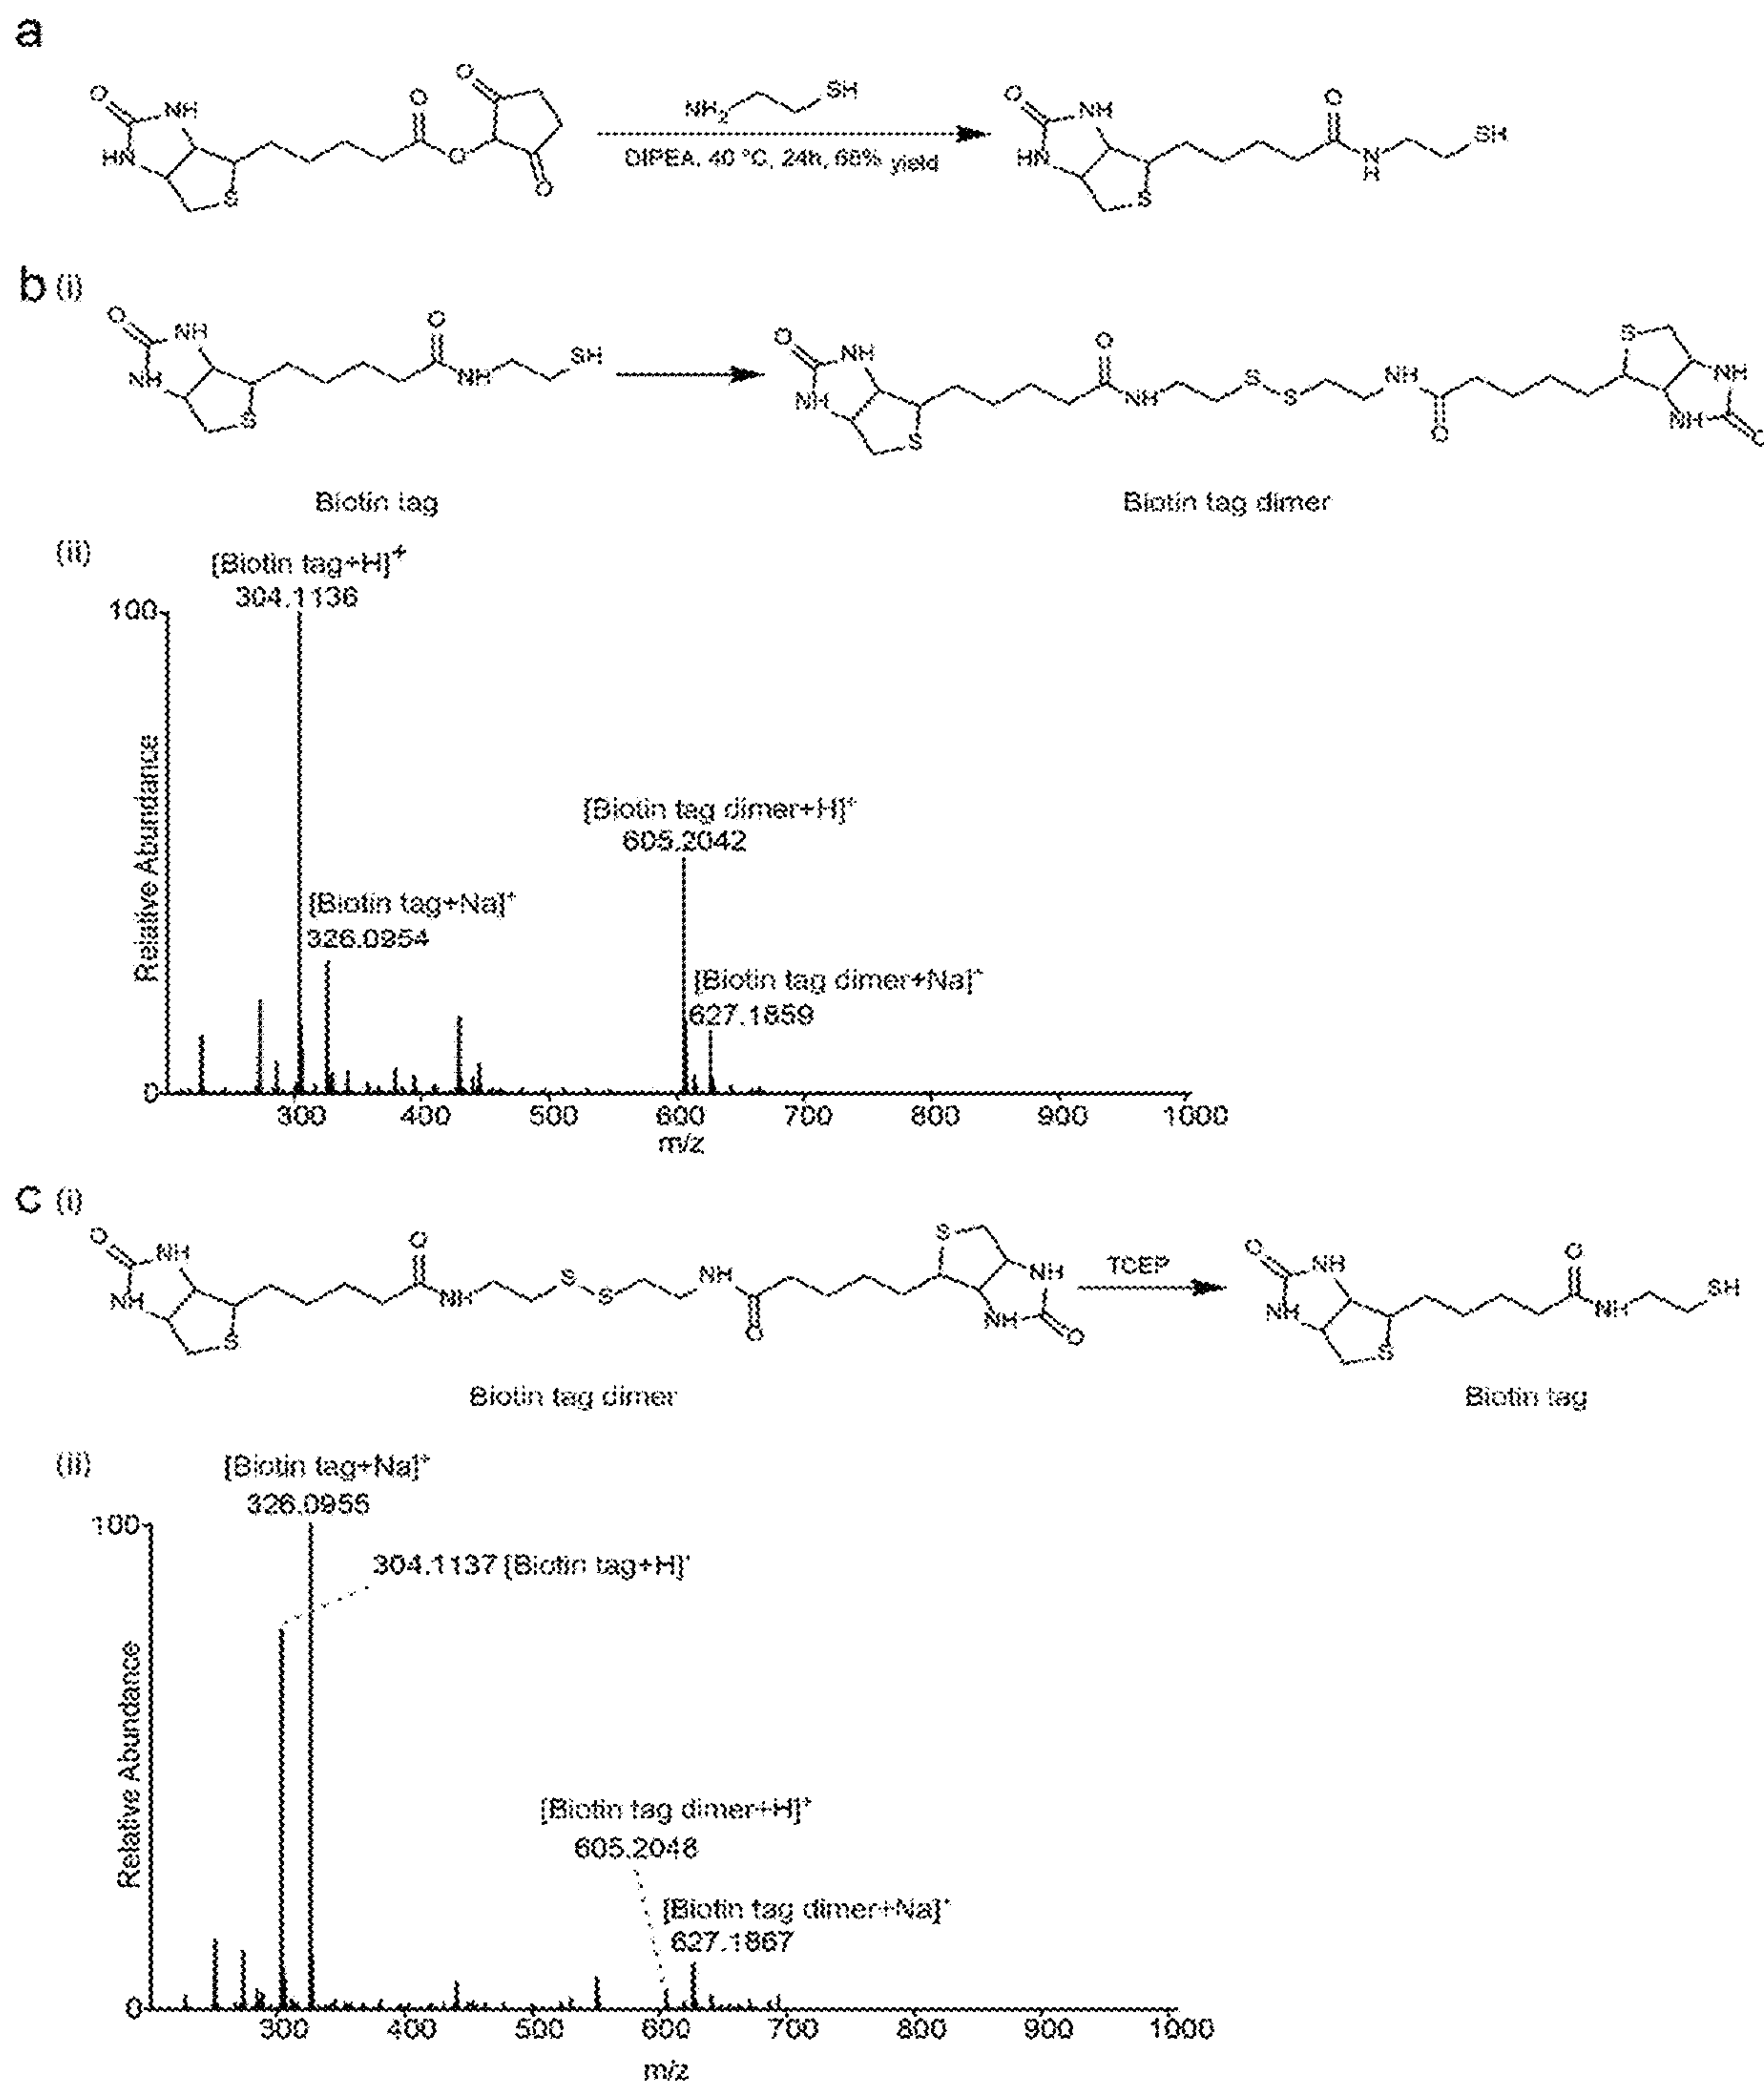 a
O
NH
HN
S
O
O
O
O
NH2
SH
DIPEA, 40 °C, 24h, 68% yield
O
NH
HN
S
O
N
H
SH
b (i)
O
NH
NH
S
O
NH
SH
O
NH
NH
S
O
NH
S
S
NH
O
S
NH
NH
O
Biotin tag
Biotin tag dimer
(ii)
[Biotin tag+H]+
304.1136
100
[Biotin tag dimer+H]+
605.2042
[Biotin tag+Na]+
326.0954
[Biotin tag dimer+Na]+
627.1859
Relative Abundance
0
300 400 500 600 700 800 900 1000
m/z
c (i)
O
NH
NH
S
O
NH
S
S
NH
O
S
NH
NH
O
TCEP
O
NH
NH
S
O
NH
SH
Biotin tag dimer
Biotin tag
(ii)
[Biotin tag+Na]+
326.0955
100
304.1137 [Biotin tag+H]+
[Biotin tag dimer+H]+
605.2048
[Biotin tag dimer+Na]+
627.1867
Relative Abundance
0
300 400 500 600 700 800 900 1000
m/z